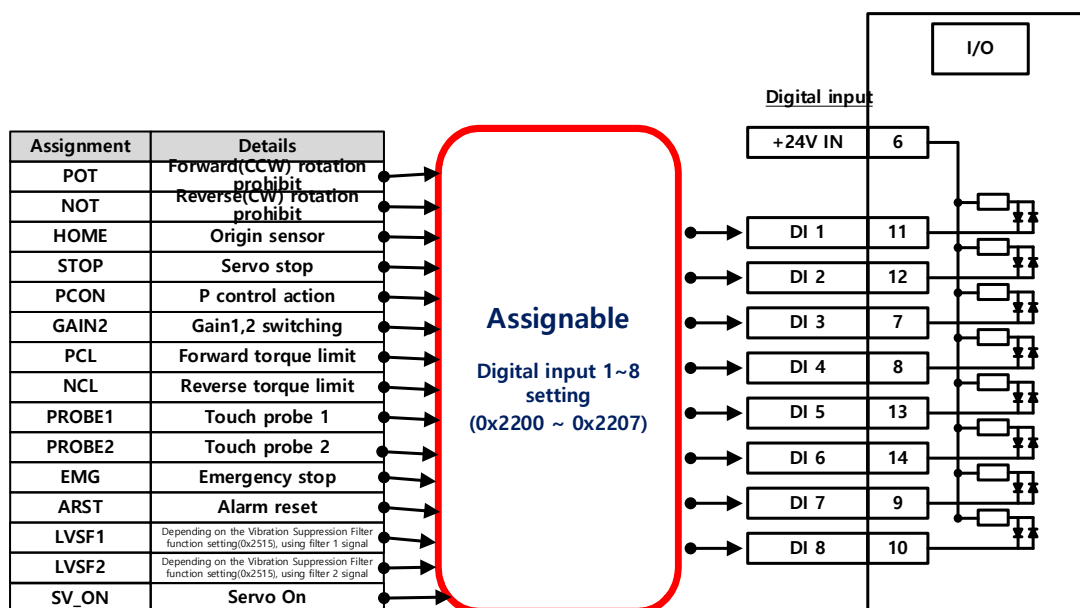 I/O
Digital input
+24V IN 6
Assignment Details
POT Forward(CCW) rotation prohibit
NOT Reverse(CW) rotation prohibit
HOME Origin sensor
STOP Servo stop
PCON P control action
GAIN2 Gain1,2 switching
PCL Forward torque limit
NCL Reverse torque limit
PROBE1 Touch probe 1
PROBE2 Touch probe 2
EMG Emergency stop
ARST Alarm reset
LVSF1 Depending on the Vibration Suppression Filter
function setting(0x2515), using filter 1 signal
LVSF2 Depending on the Vibration Suppression Filter
function setting(0x2515), using filter 2 signal
SV_ON Servo On
Assignable
Digital input 1~8
setting
(0x2200 ~ 0x2207)
DI 1 11
DI 2 12
DI 3 7
DI 4 8
DI 5 13
DI 6 14
DI 7 9
DI 8 10